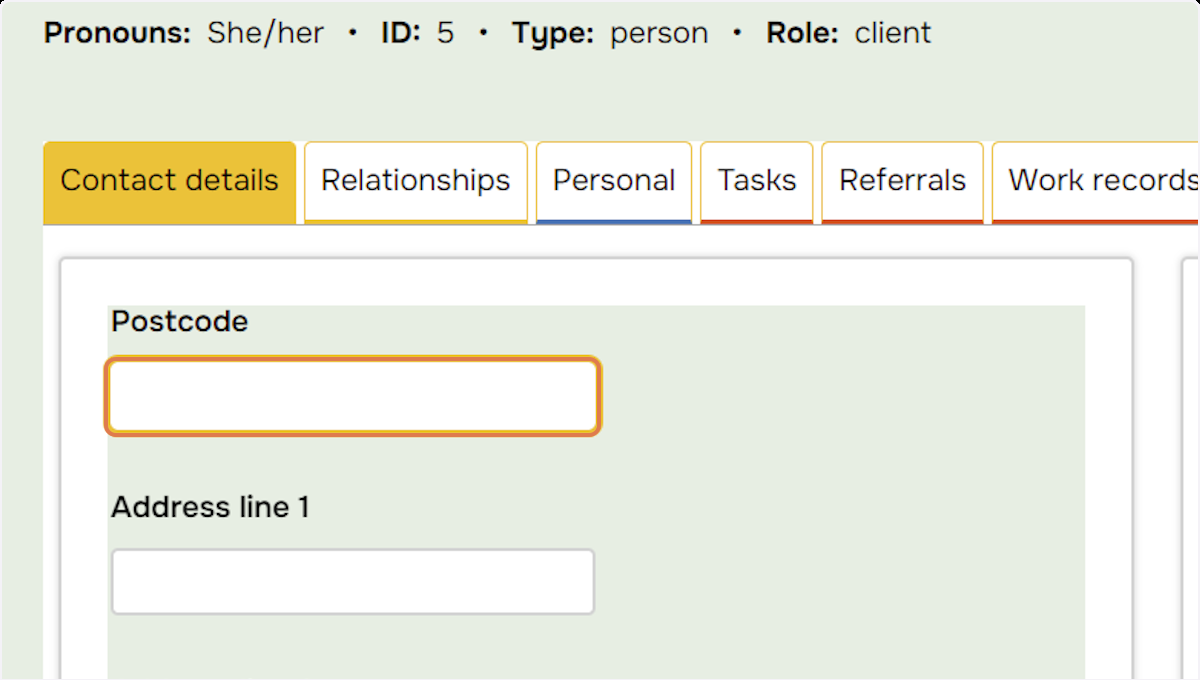 Pronouns: She/her • ID: 5 • Type: person • Role: client
Contact details Relationships Personal Tasks Referrals Work records
Postcode
Address line 1